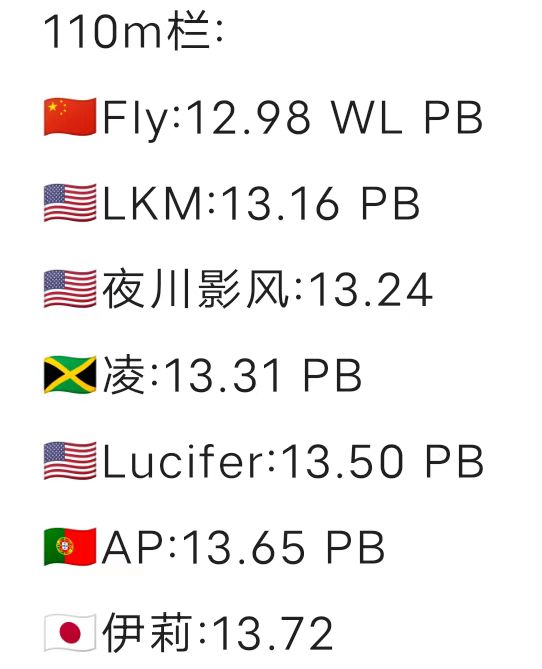 110m栏:
🇨🇳Fly:12.98 WL PB
🇺🇸LKM:13.16 PB
🇺🇸夜川影风:13.24
🇯🇲凌:13.31 PB
🇺🇸Lucifer:13.50 PB
🇵🇹AP:13.65 PB
🇯🇵伊莉:13.72